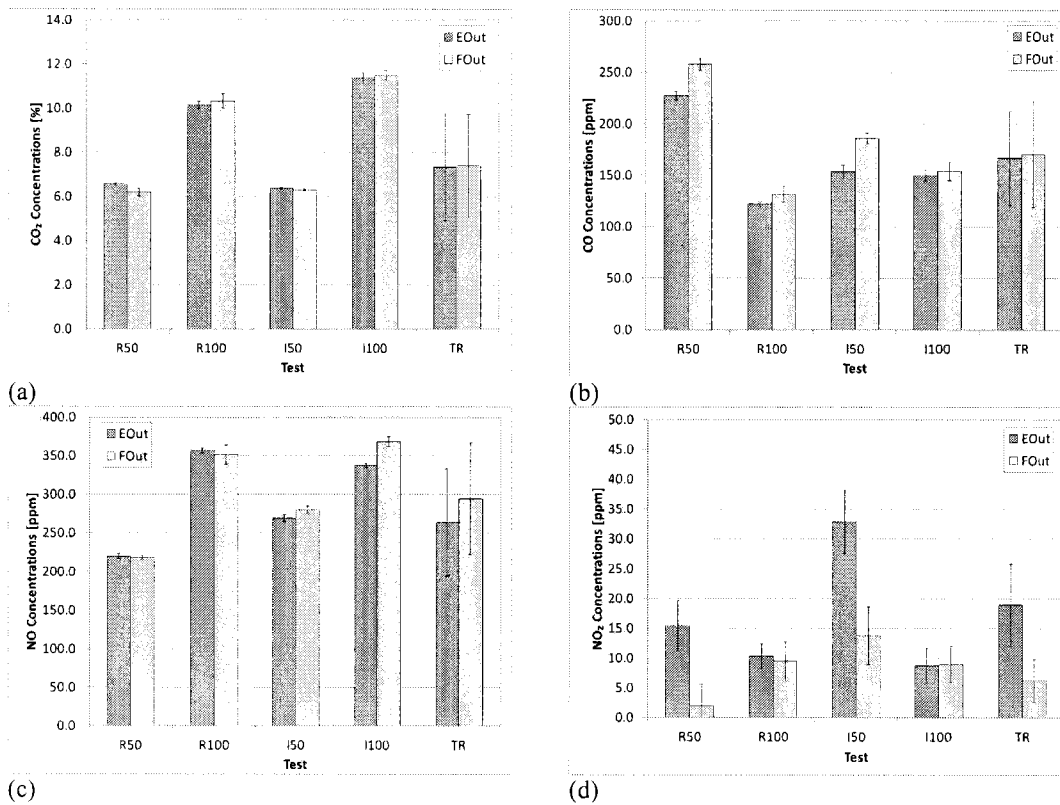 14.0
12.0
10.0
8.0
6.0
4.0
2.0
0.0
CO₂ Concentrations [%]
EOut
FOut
R50 R100 I50 I100 TR
Test
(a)
300.0
250.0
200.0
150.0
100.0
50.0
0.0
CO Concentrations [ppm]
EOut
FOut
R50 R100 I50 I100 TR
Test
(b)
400.0
350.0
300.0
250.0
200.0
150.0
100.0
50.0
0.0
NO Concentrations [ppm]
EOut
FOut
R50 R100 I50 I100 TR
Test
(c)
50.0
45.0
40.0
35.0
30.0
25.0
20.0
15.0
10.0
5.0
0.0
NO₂ Concentrations [ppm]
EOut
FOut
R50 R100 I50 I100 TR
Test
(d)